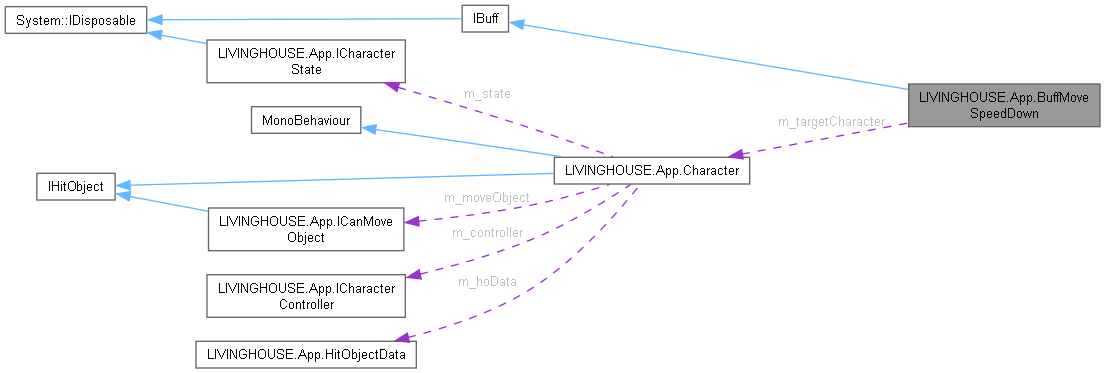 System::IDisposable
IBuff
LIVINGHOUSE.App.ICharacter
State
LIVINGHOUSE.App.BuffMove
SpeedDown
m_state
MonoBehaviour
m_targetCharacter
LIVINGHOUSE.App.Character
IHitObject
m_moveObject
LIVINGHOUSE.App.ICanMove
Object
m_controller
LIVINGHOUSE.App.ICharacter
Controller
m_hoData
LIVINGHOUSE.App.HitObjectData